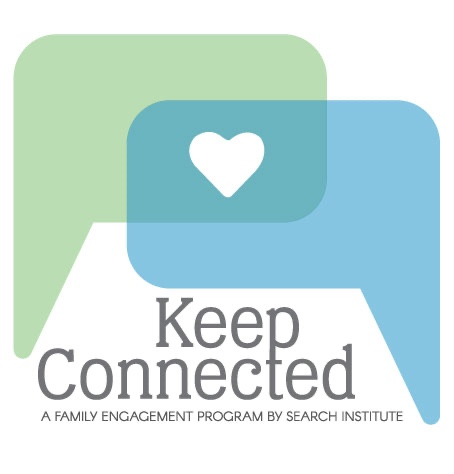 Keep
Connected
A FAMILY ENGAGEMENT PROGRAM BY SEARCH INSTITUTE